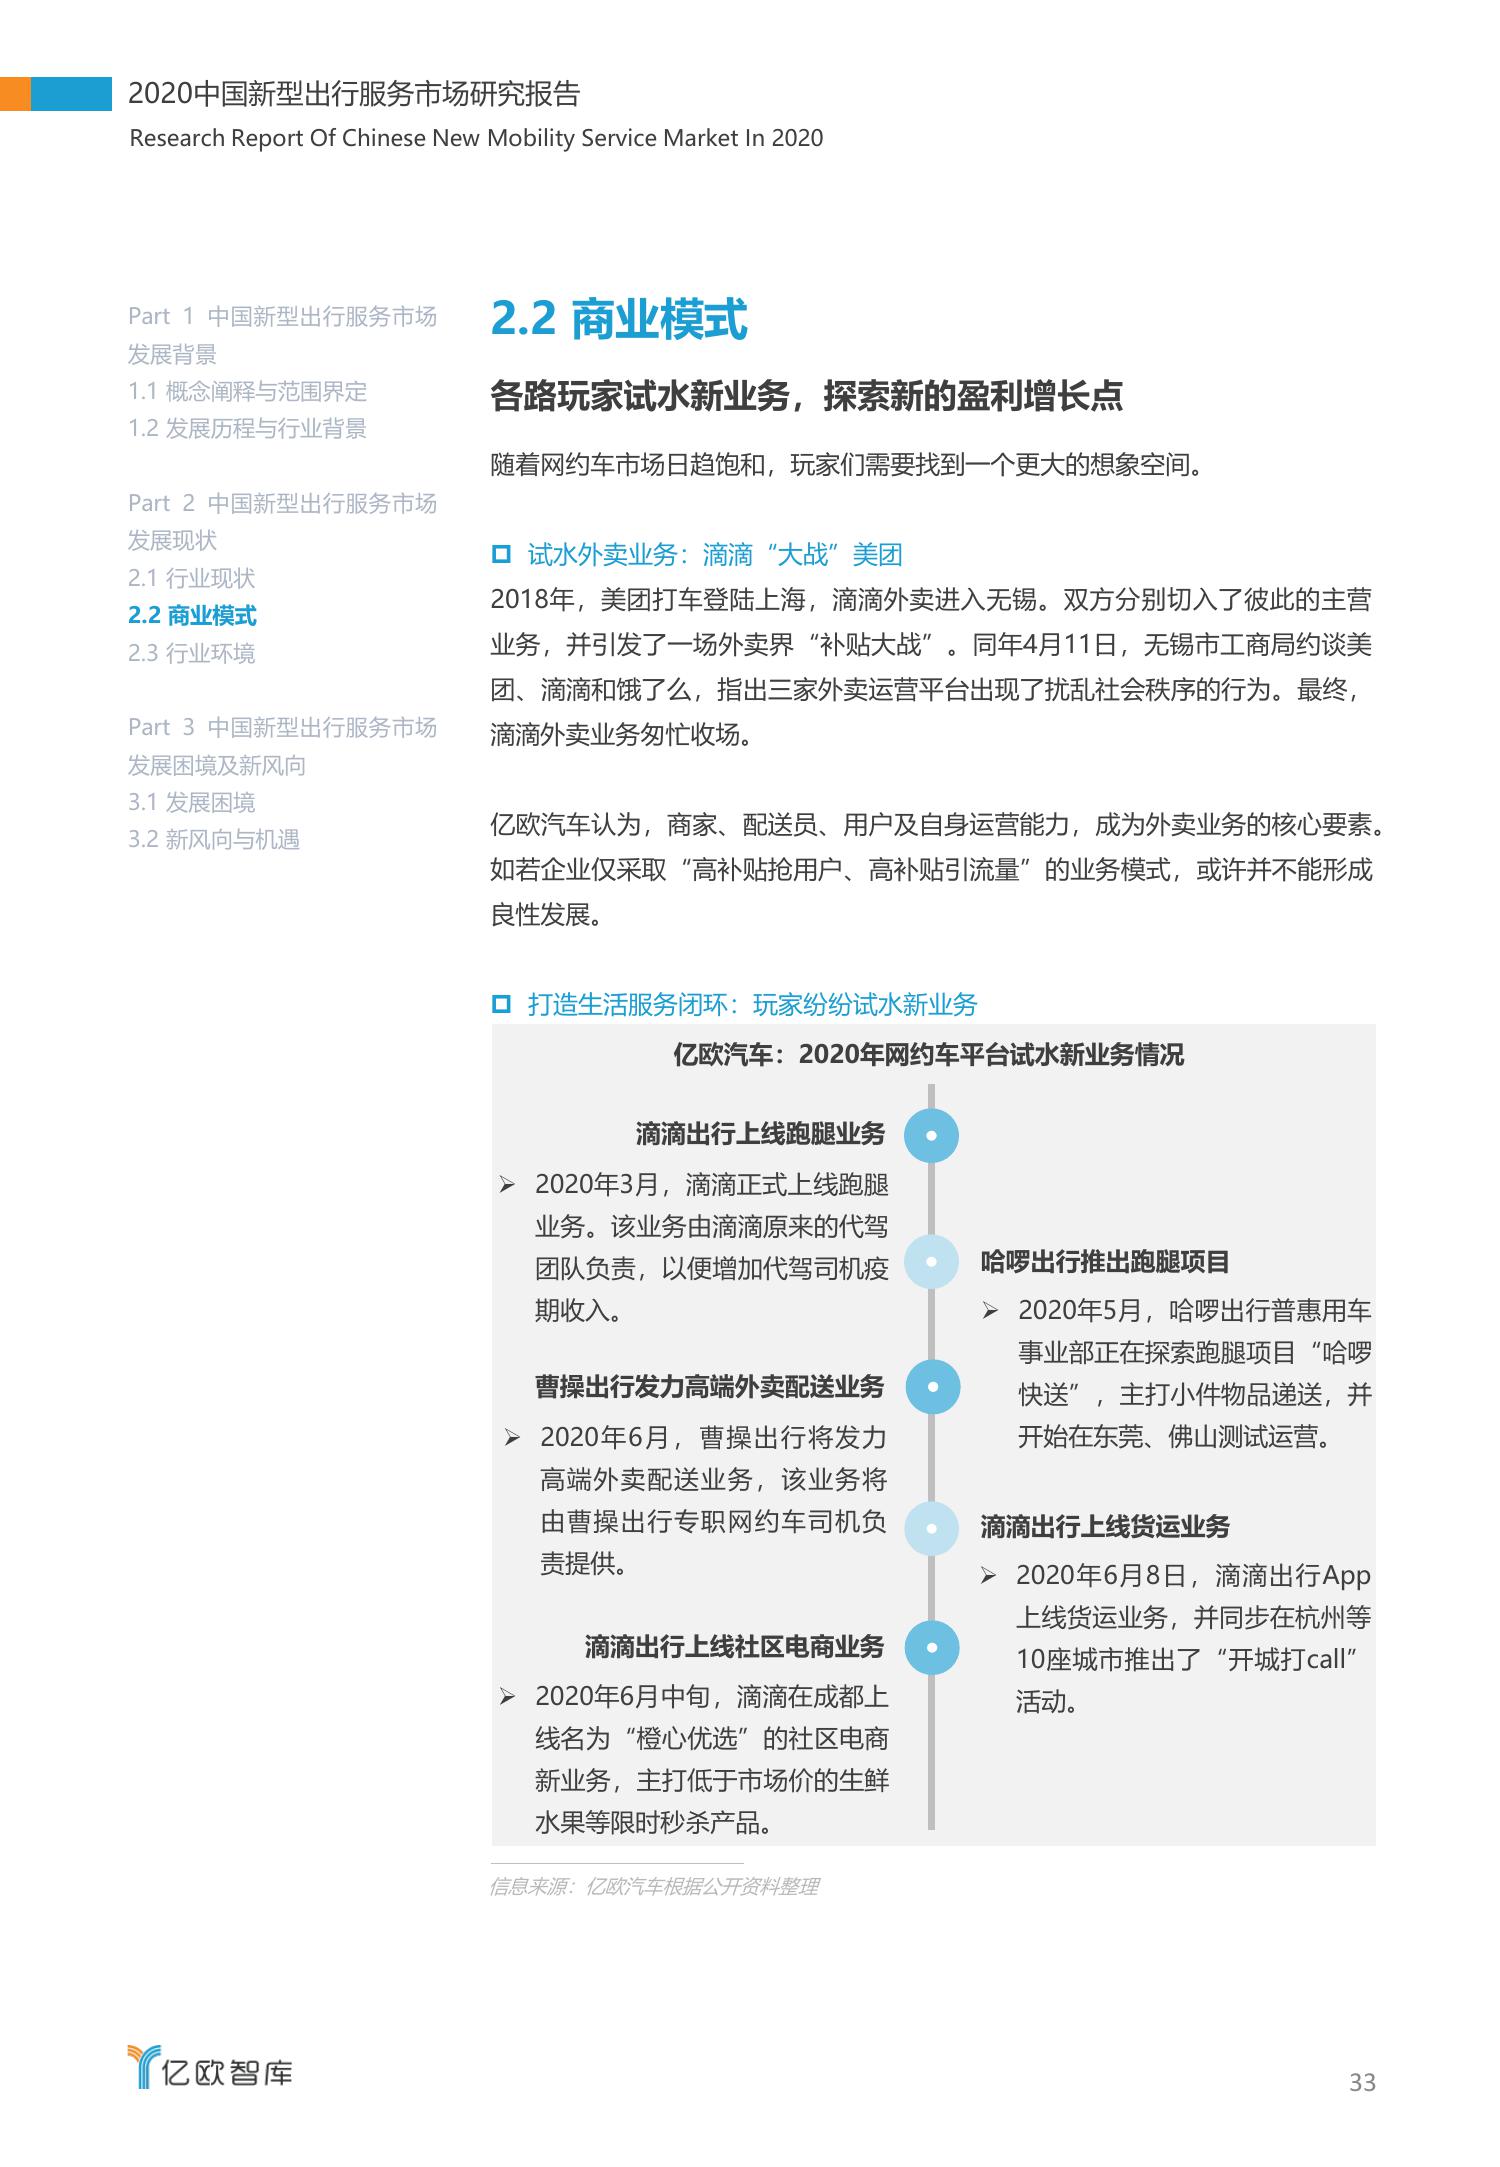 2020中国新型出行服务市场研究报告
Research Report Of Chinese New Mobility Service Market In 2020
Part 1 中国新型出行服务市场
发展背景
1.1 概念阐释与范围界定
1.2 发展历程与行业背景
Part 2 中国新型出行服务市场
发展现状
2.1 行业现状
2.2 商业模式
2.3 行业环境
Part 3 中国新型出行服务市场
发展困境及新风向
3.1 发展困境
3.2 新风向与机遇
2.2 商业模式
各路玩家试水新业务，探索新的盈利增长点
随着网约车市场日趋饱和，玩家们需要找到一个更大的想象空间。
试水外卖业务：滴滴“大战”美团
2018年，美团打车登陆上海，滴滴外卖进入无锡。双方分别切入了彼此的主营
业务，并引发了一场外卖界“补贴大战”。同年4月11日，无锡市工商局约谈美
团、滴滴和饿了么，指出三家外卖运营平台出现了扰乱社会秩序的行为。最终，
滴滴外卖业务匆忙收场。
亿欧汽车认为，商家、配送员、用户及自身运营能力，成为外卖业务的核心要素。
如若企业仅采取“高补贴抢用户、高补贴引流量”的业务模式，或许并不能形成
良性发展。
打造生活服务闭环：玩家纷纷试水新业务
亿欧汽车：2020年网约车平台试水新业务情况
滴滴出行上线跑腿业务
➢ 2020年3月，滴滴正式上线跑腿
业务。该业务由滴滴原来的代驾
团队负责，以便增加代驾司机疫
期收入。
哈啰出行推出跑腿项目
➢ 2020年5月，哈啰出行普惠用车
事业部正在探索跑腿项目“哈啰
快送”，主打小件物品递送，并
开始在东莞、佛山测试运营。
曹操出行发力高端外卖配送业务
➢ 2020年6月，曹操出行将发力
高端外卖配送业务，该业务将
由曹操出行专职网约车司机负
责提供。
滴滴出行上线货运业务
➢ 2020年6月8日，滴滴出行App
上线货运业务，并同步在杭州等
10座城市推出了“开城打call”
活动。
滴滴出行上线社区电商业务
➢ 2020年6月中旬，滴滴在成都上
线名为“橙心优选”的社区电商
新业务，主打低于市场价的生鲜
水果等限时秒杀产品。
信息来源：亿欧汽车根据公开资料整理
亿欧智库
33